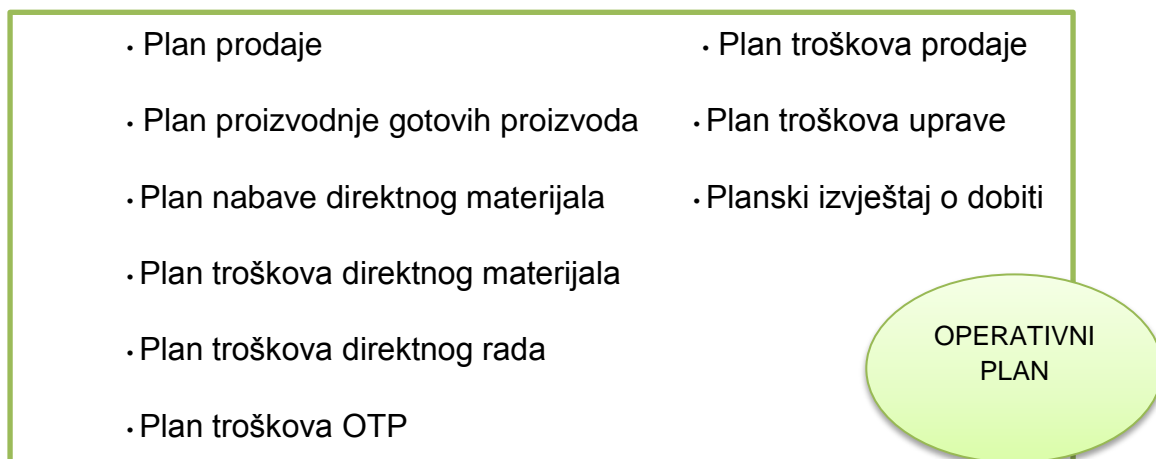 • Plan prodaje
• Plan proizvodnje gotovih proizvoda
• Plan nabave direktnog materijala
• Plan troškova direktnog materijala
• Plan troškova direktnog rada
• Plan troškova OTP
• Plan troškova prodaje
• Plan troškova uprave
• Planski izvještaj o dobiti
OPERATIVNI
PLAN